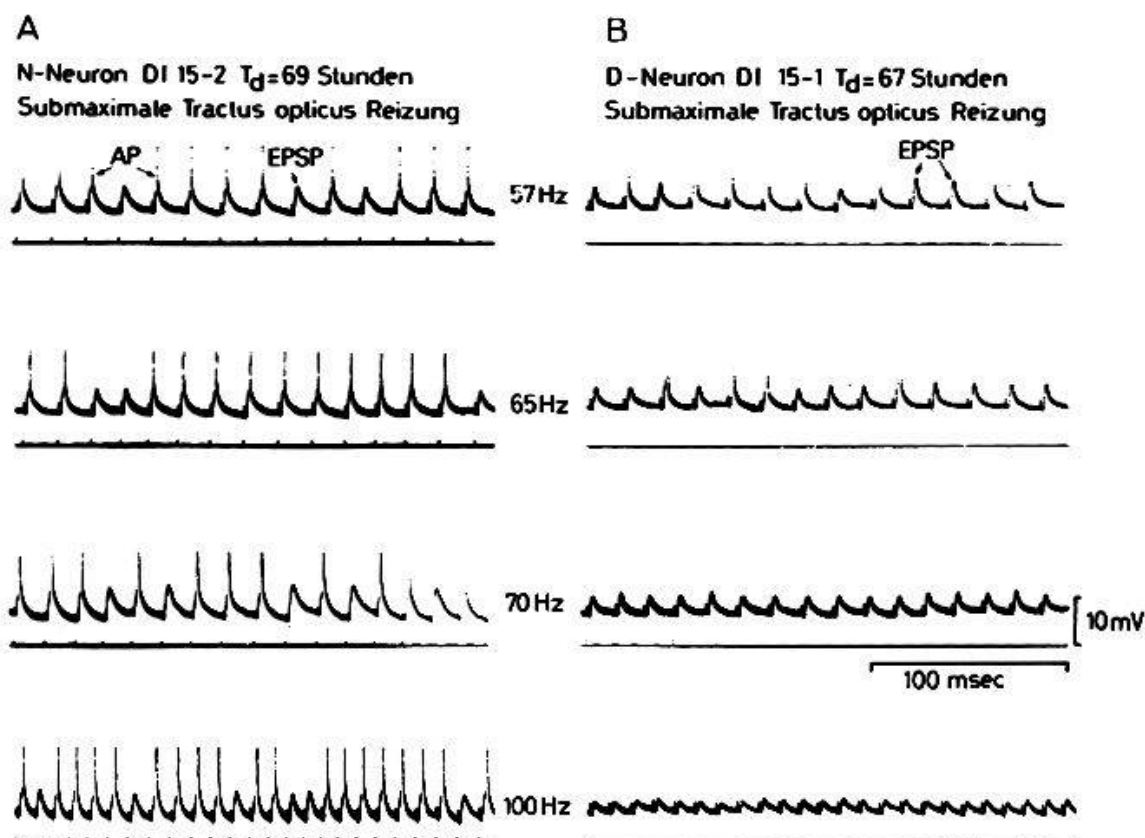 A
N-Neuron DI 15-2 Td=69 Stunden
Submaximale Tractus opticus Reizung
AP
EPSP
B
D-Neuron DI 15-1 Td=67 Stunden
Submaximale Tractus opticus Reizung
EPSP
57Hz
65Hz
70Hz
10mV
100 msec
100Hz